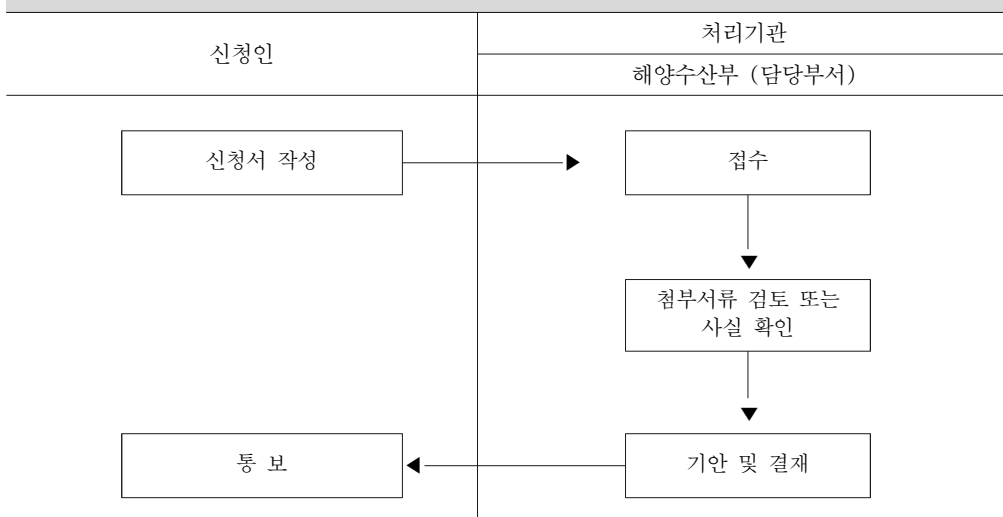 신청인
처리기관
해양수산부 (담당부서)
신청서 작성
접수
첨부서류 검토 또는
사실 확인
통 보
기안 및 결재